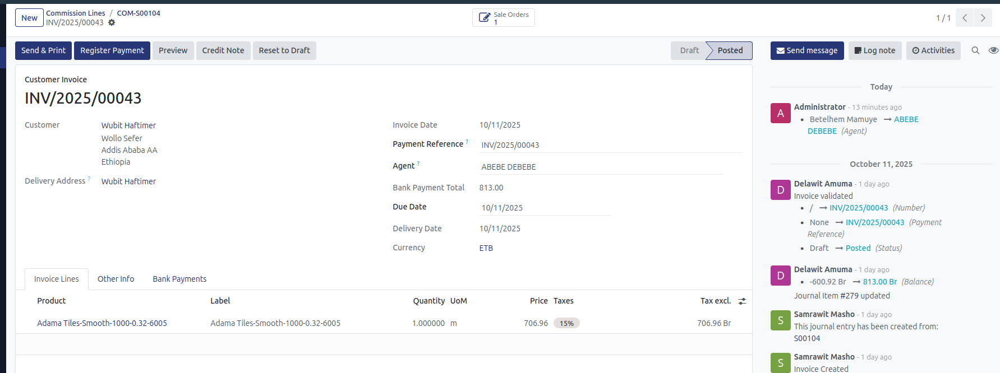 New
Commission Lines / COM-S00104
INV/2025/00043
Sale Orders
1
1 / 1
Send & Print
Register Payment
Preview
Credit Note
Reset to Draft
Draft
Posted
Send message
Log note
Activities
Customer Invoice
INV/2025/00043
Customer
Wubit Haftimer
Wollo Sefer
Addis Ababa AA
Ethiopia
Delivery Address ?
Wubit Haftimer
Invoice Date
10/11/2025
Payment Reference ?
INV/2025/00043
Agent ?
ABEBE DEBEBE
Bank Payment Total
813.00
Due Date
10/11/2025
Delivery Date
10/11/2025
Currency
ETB
Invoice Lines
Other Info
Bank Payments
Product Label Quantity UoM Price Taxes Tax excl.
Adama Tiles-Smooth-1000-0.32-6005 Adama Tiles-Smooth-1000-0.32-6005 1.000000 m 706.96 15% 706.96 Br
Today
A
Administrator - 13 minutes ago
• Betelhem Mamuye → ABEBE
DEBEBE (Agent)
October 11, 2025
D
Delawit Amuma - 1 day ago
Invoice validated
• / → INV/2025/00043 (Number)
• None → INV/2025/00043 (Payment
Reference)
• Draft → Posted (Status)
D
Delawit Amuma - 1 day ago
• -600.92 Br → 813.00 Br (Balance)
Journal Item #279 updated
S
Samrawit Masho - 1 day ago
This journal entry has been created from:
S00104
S
Samrawit Masho - 1 day ago
Invoice Created